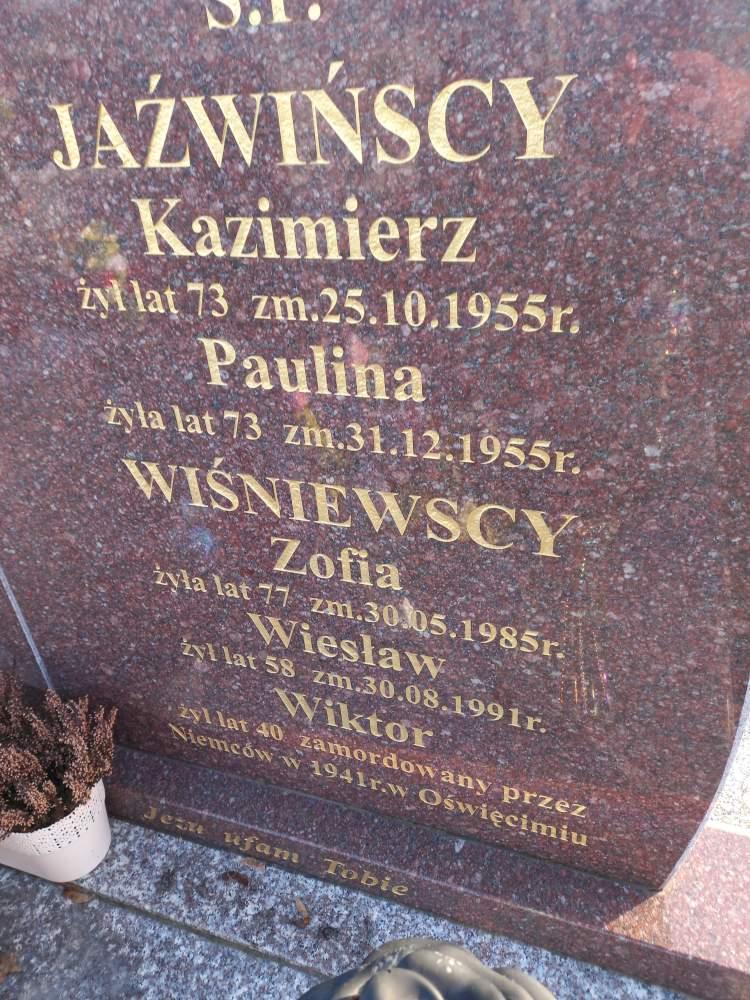 Ś.P.
JAŹWIŃSCY
Kazimierz
żył lat 73 zm.25.10.1955r.
Paulina
żyła lat 73 zm.31.12.1955r.
WIŚNIEWSCY
Zofia
żyła lat 77 zm.30.05.1985r.
Wiesław
żył lat 58 zm.30.08.1991r.
Wiktor
żył lat 40 zamordowany przez
Niemców w 1941r.w Oświęcimiu
Jezu ufam Tobie